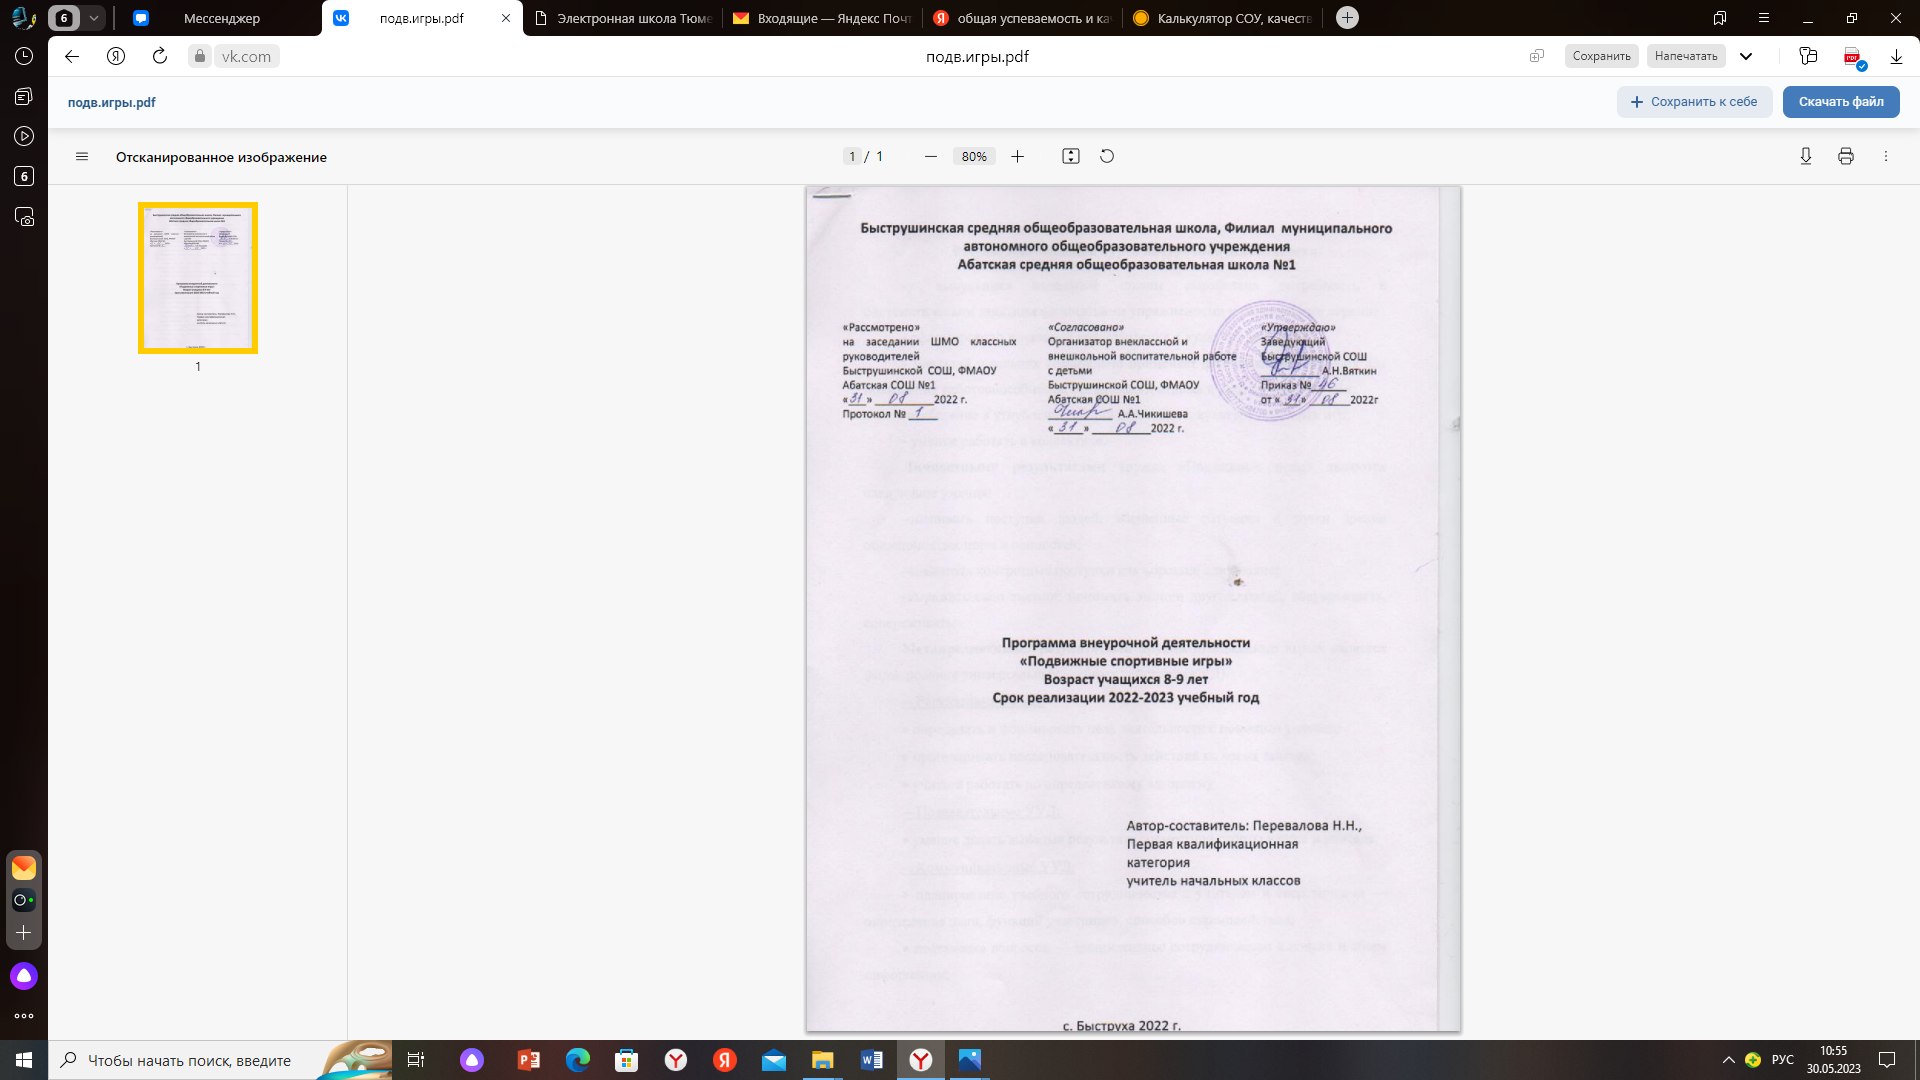 6
Мессенджер
подв.игры.pdf
Электронная школа Тюме
Входящие — Яндекс Почт
общая успеваемость и ка
Калькулятор СОУ, качеств
vk.com
подв.игры.pdf
Сохранить
Напечатать
подв.игры.pdf
Сохранить к себе
Скачать файл
Отсканированное изображение
1 / 1
80%
6
1
Быструшинская средняя общеобразовательная школа, Филиал муниципального
автономного общеобразовательного учреждения
Абатская средняя общеобразовательная школа №1
«Рассмотрено»
на заседании ШМО классных
руководителей
Быструшинской СОШ, ФМАОУ
Абатская СОШ №1
«31» 08 2022 г.
Протокол № 1
«Согласовано»
Организатор внеклассной и
внешкольной воспитательной работе
с детьми
Быструшинской СОШ, ФМАОУ
Абатская СОШ №1
А.А.Чикишева
«31» 08 2022 г.
«Утверждаю»
Заведующий
Быструшинской СОШ
А.Н.Вяткин
Приказ № 46
от « 31» 08 2022г
Программа внеурочной деятельности
«Подвижные спортивные игры»
Возраст учащихся 8-9 лет
Срок реализации 2022-2023 учебный год
Автор-составитель: Перевалова Н.Н.,
Первая квалификационная
категория
учитель начальных классов
с. Быструха 2022 г.
Чтобы начать поиск, введите
РУС
10:55
30.05.2023